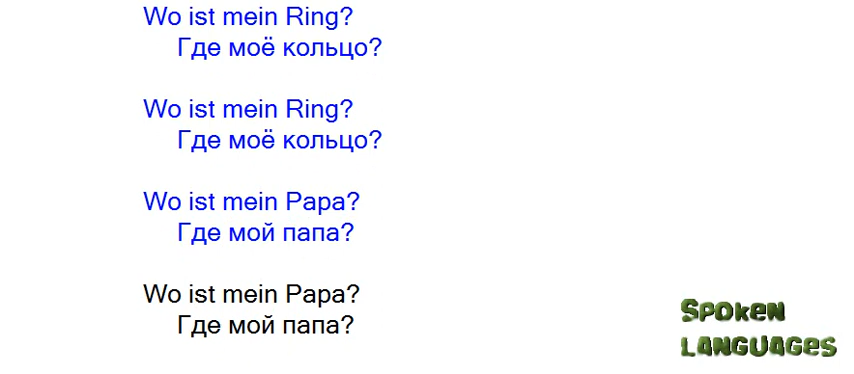 Wo ist mein Ring?
Где моё кольцо?
Wo ist mein Ring?
Где моё кольцо?
Wo ist mein Papa?
Где мой папа?
Wo ist mein Papa?
Где мой папа?
Spoken
Languages